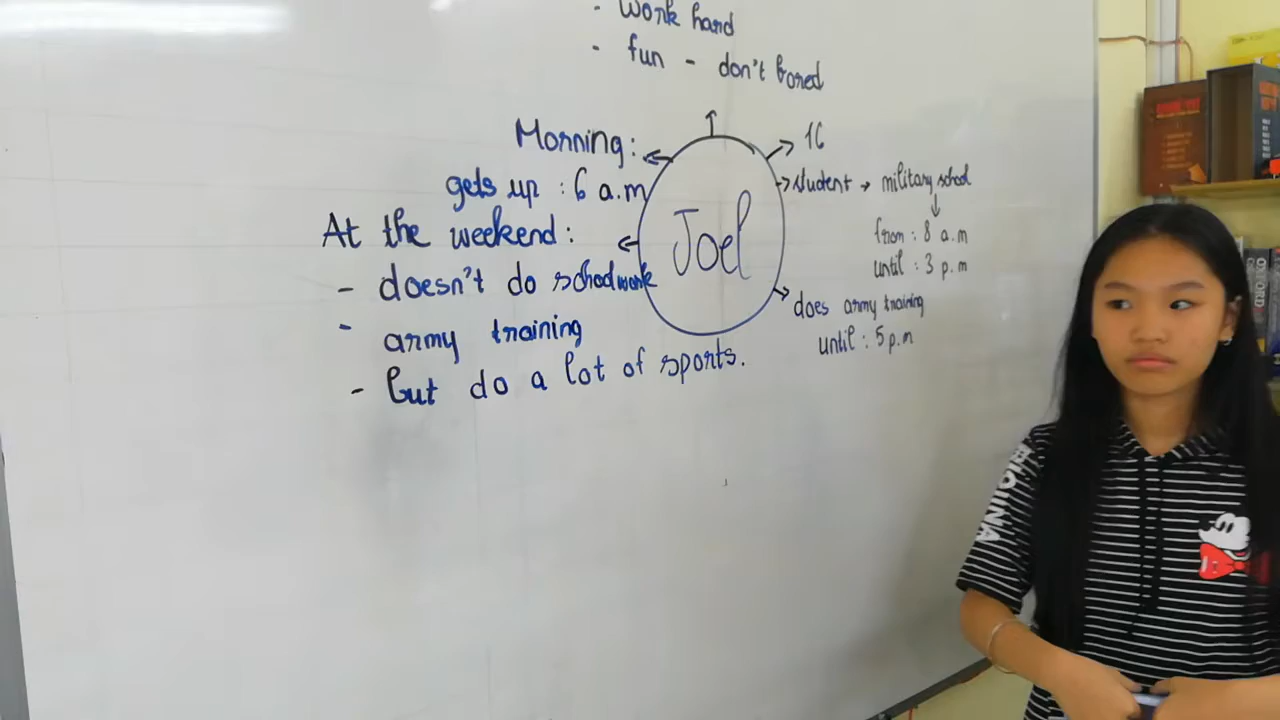 - Work hard
- fun - don't bored
Morning:
gets up : 6 a.m
At the weekend:
- doesn't do schoolwork
- army training
- but do a lot of sports.
Joel
16
student → military school
from : 8 a.m
until : 3 p.m
does army training
until : 5 p.m
OXFORD